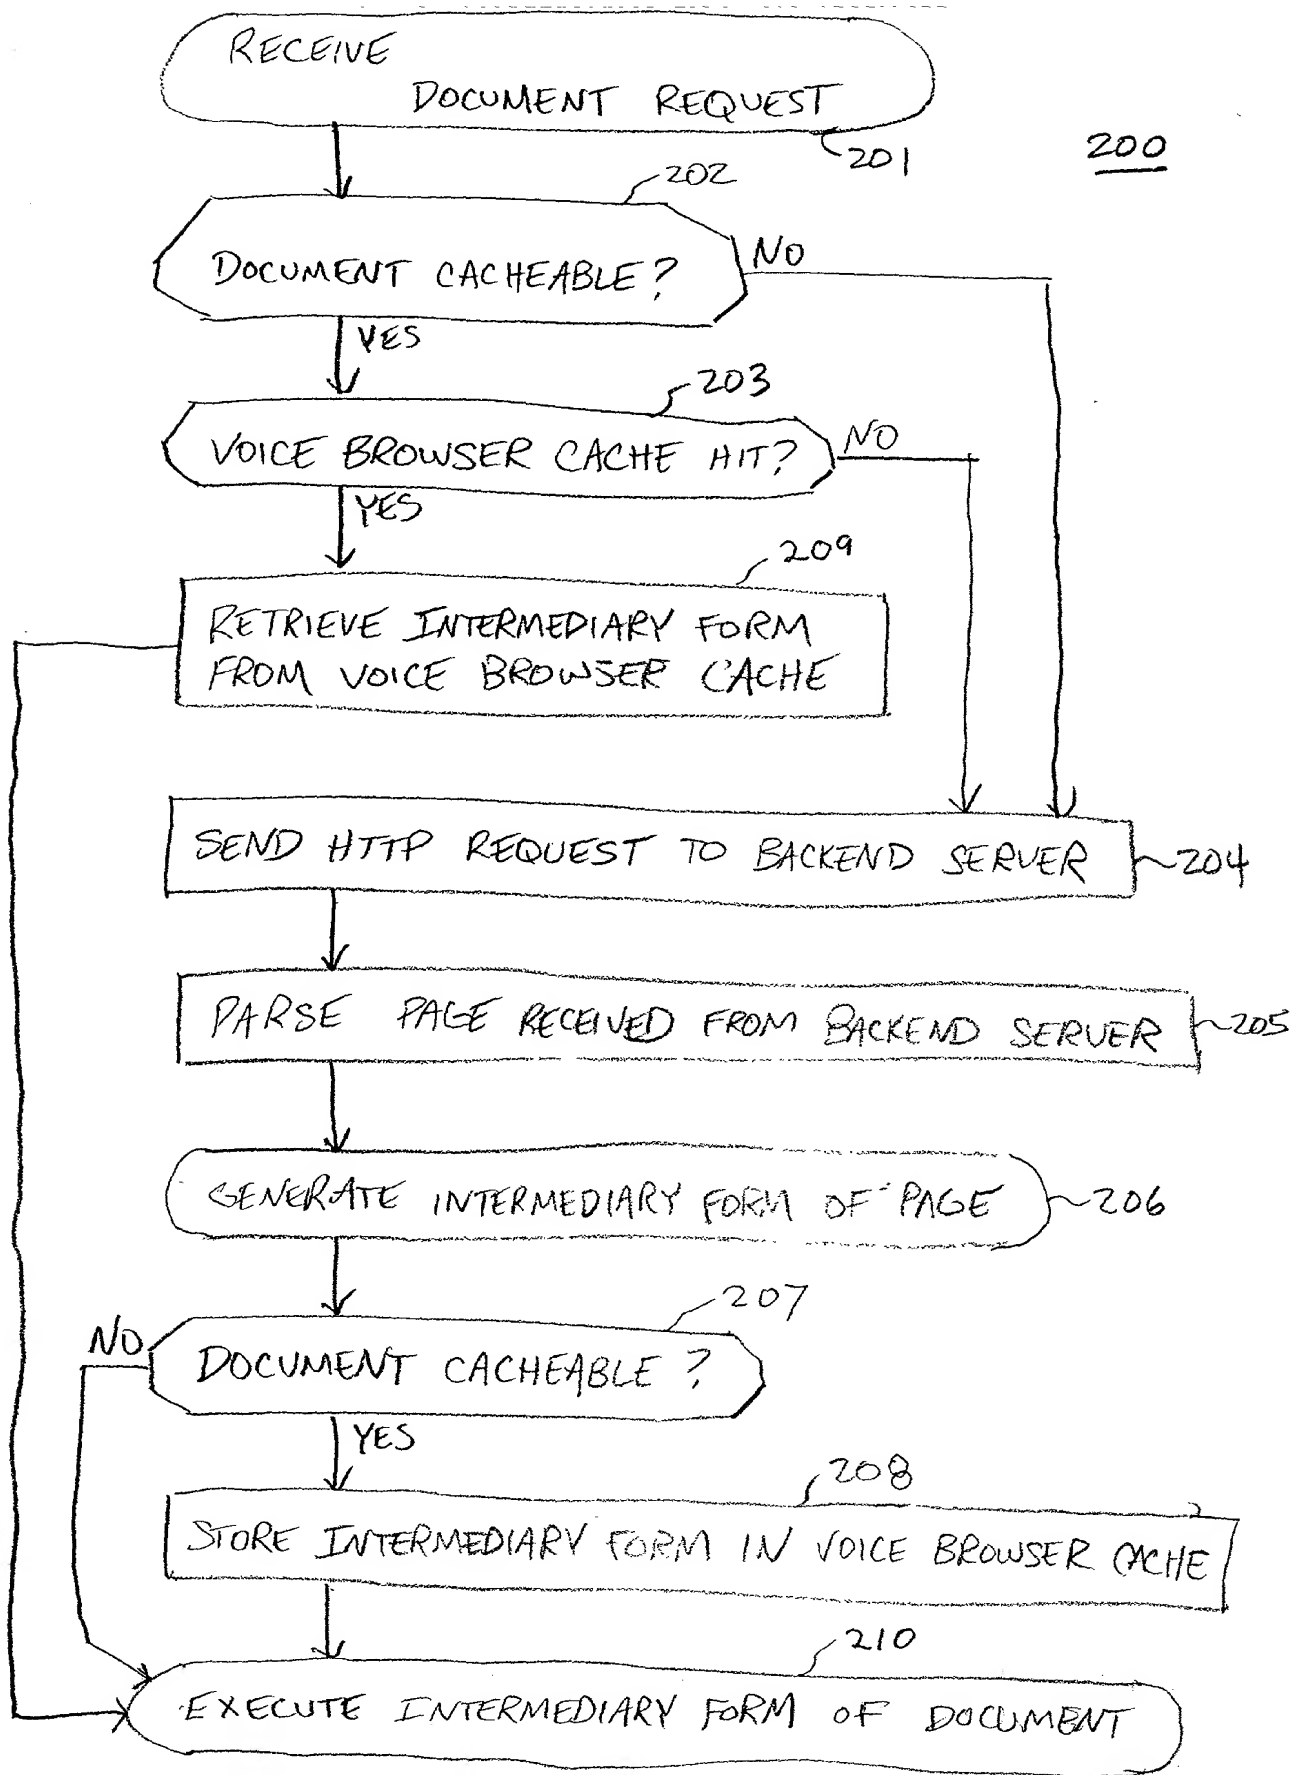 RECEIVE
DOCUMENT REQUEST
201
200
202
DOCUMENT CACHEABLE?
NO
YES
203
VOICE BROWSER CACHE HIT?
NO
YES
209
RETRIEVE INTERMEDIARY FORM
FROM VOICE BROWSER CACHE
SEND HTTP REQUEST TO BACKEND SERVER
204
PARSE PAGE RECEIVED FROM BACKEND SERVER
205
GENERATE INTERMEDIARY FORM OF PAGE
206
207
NO
DOCUMENT CACHEABLE?
YES
208
STORE INTERMEDIARY FORM IN VOICE BROWSER CACHE
210
EXECUTE INTERMEDIARY FORM OF DOCUMENT